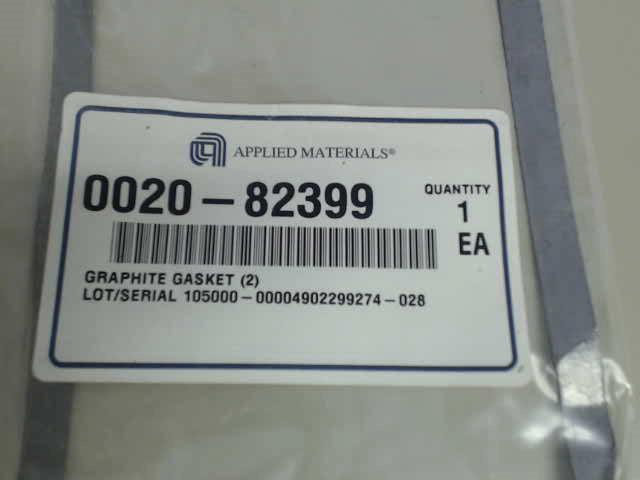 APPLIED MATERIALS®
0020-82399
QUANTITY
1
EA
GRAPHITE GASKET (2)
LOT/SERIAL 105000-00004902299274-028